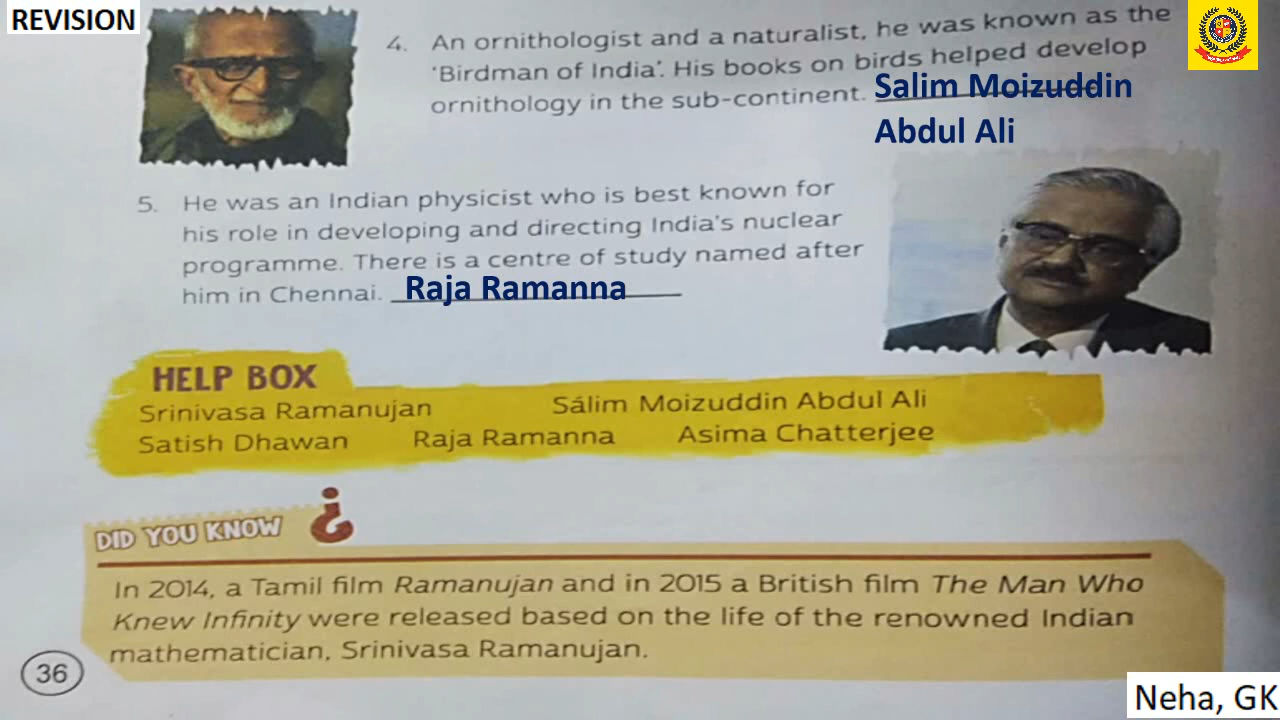 REVISION
4. An ornithologist and a naturalist, he was known as the
'Birdman of India'. His books on birds helped develop
ornithology in the sub-continent. Salim Moizuddin
Abdul Ali
5. He was an Indian physicist who is best known for
his role in developing and directing India's nuclear
programme. There is a centre of study named after
him in Chennai. Raja Ramanna
HELP BOX
Srinivasa Ramanujan Sálim Moizuddin Abdul Ali
Satish Dhawan Raja Ramanna Asima Chatterjee
DID YOU KNOW
In 2014, a Tamil film Ramanujan and in 2015 a British film The Man Who
Knew Infinity were released based on the life of the renowned Indian
mathematician, Srinivasa Ramanujan.
36
Neha, GK